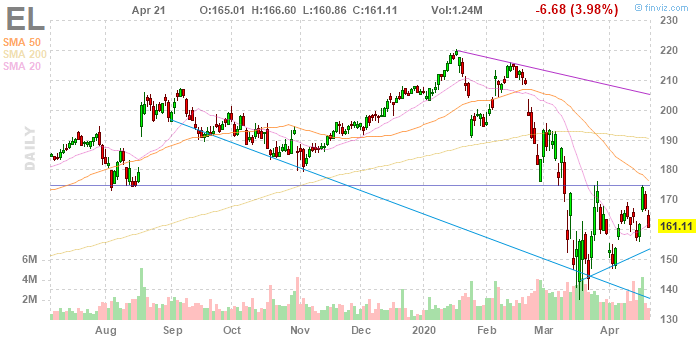 EL Apr 21 O:165.01 H:166.60 L:160.86 C:161.11 Vol:1.24M -6.68 (3.98%) © finviz.com
SMA 50
SMA 200
SMA 20
DAILY
230
220
210
200
190
180
170
161.11
150
140
130
6M
4M
2M
Aug Sep Oct Nov Dec 2020 Feb Mar Apr